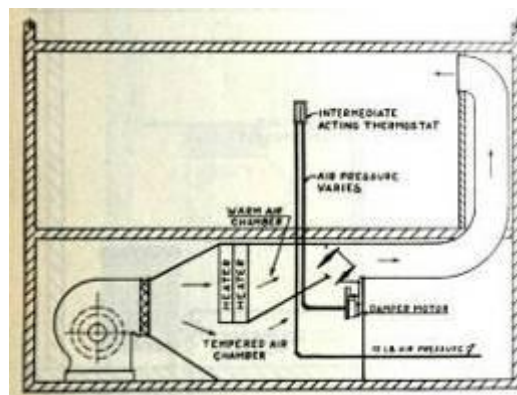 INTERMEDIATE
ACTING THERMOSTAT
AIR PRESSURE
VARIES
WARM AIR
CHAMBER
HEATER
HEATER
TEMPERED AIR
CHAMBER
DAMPER MOTOR
LB. AIR PRESSURE